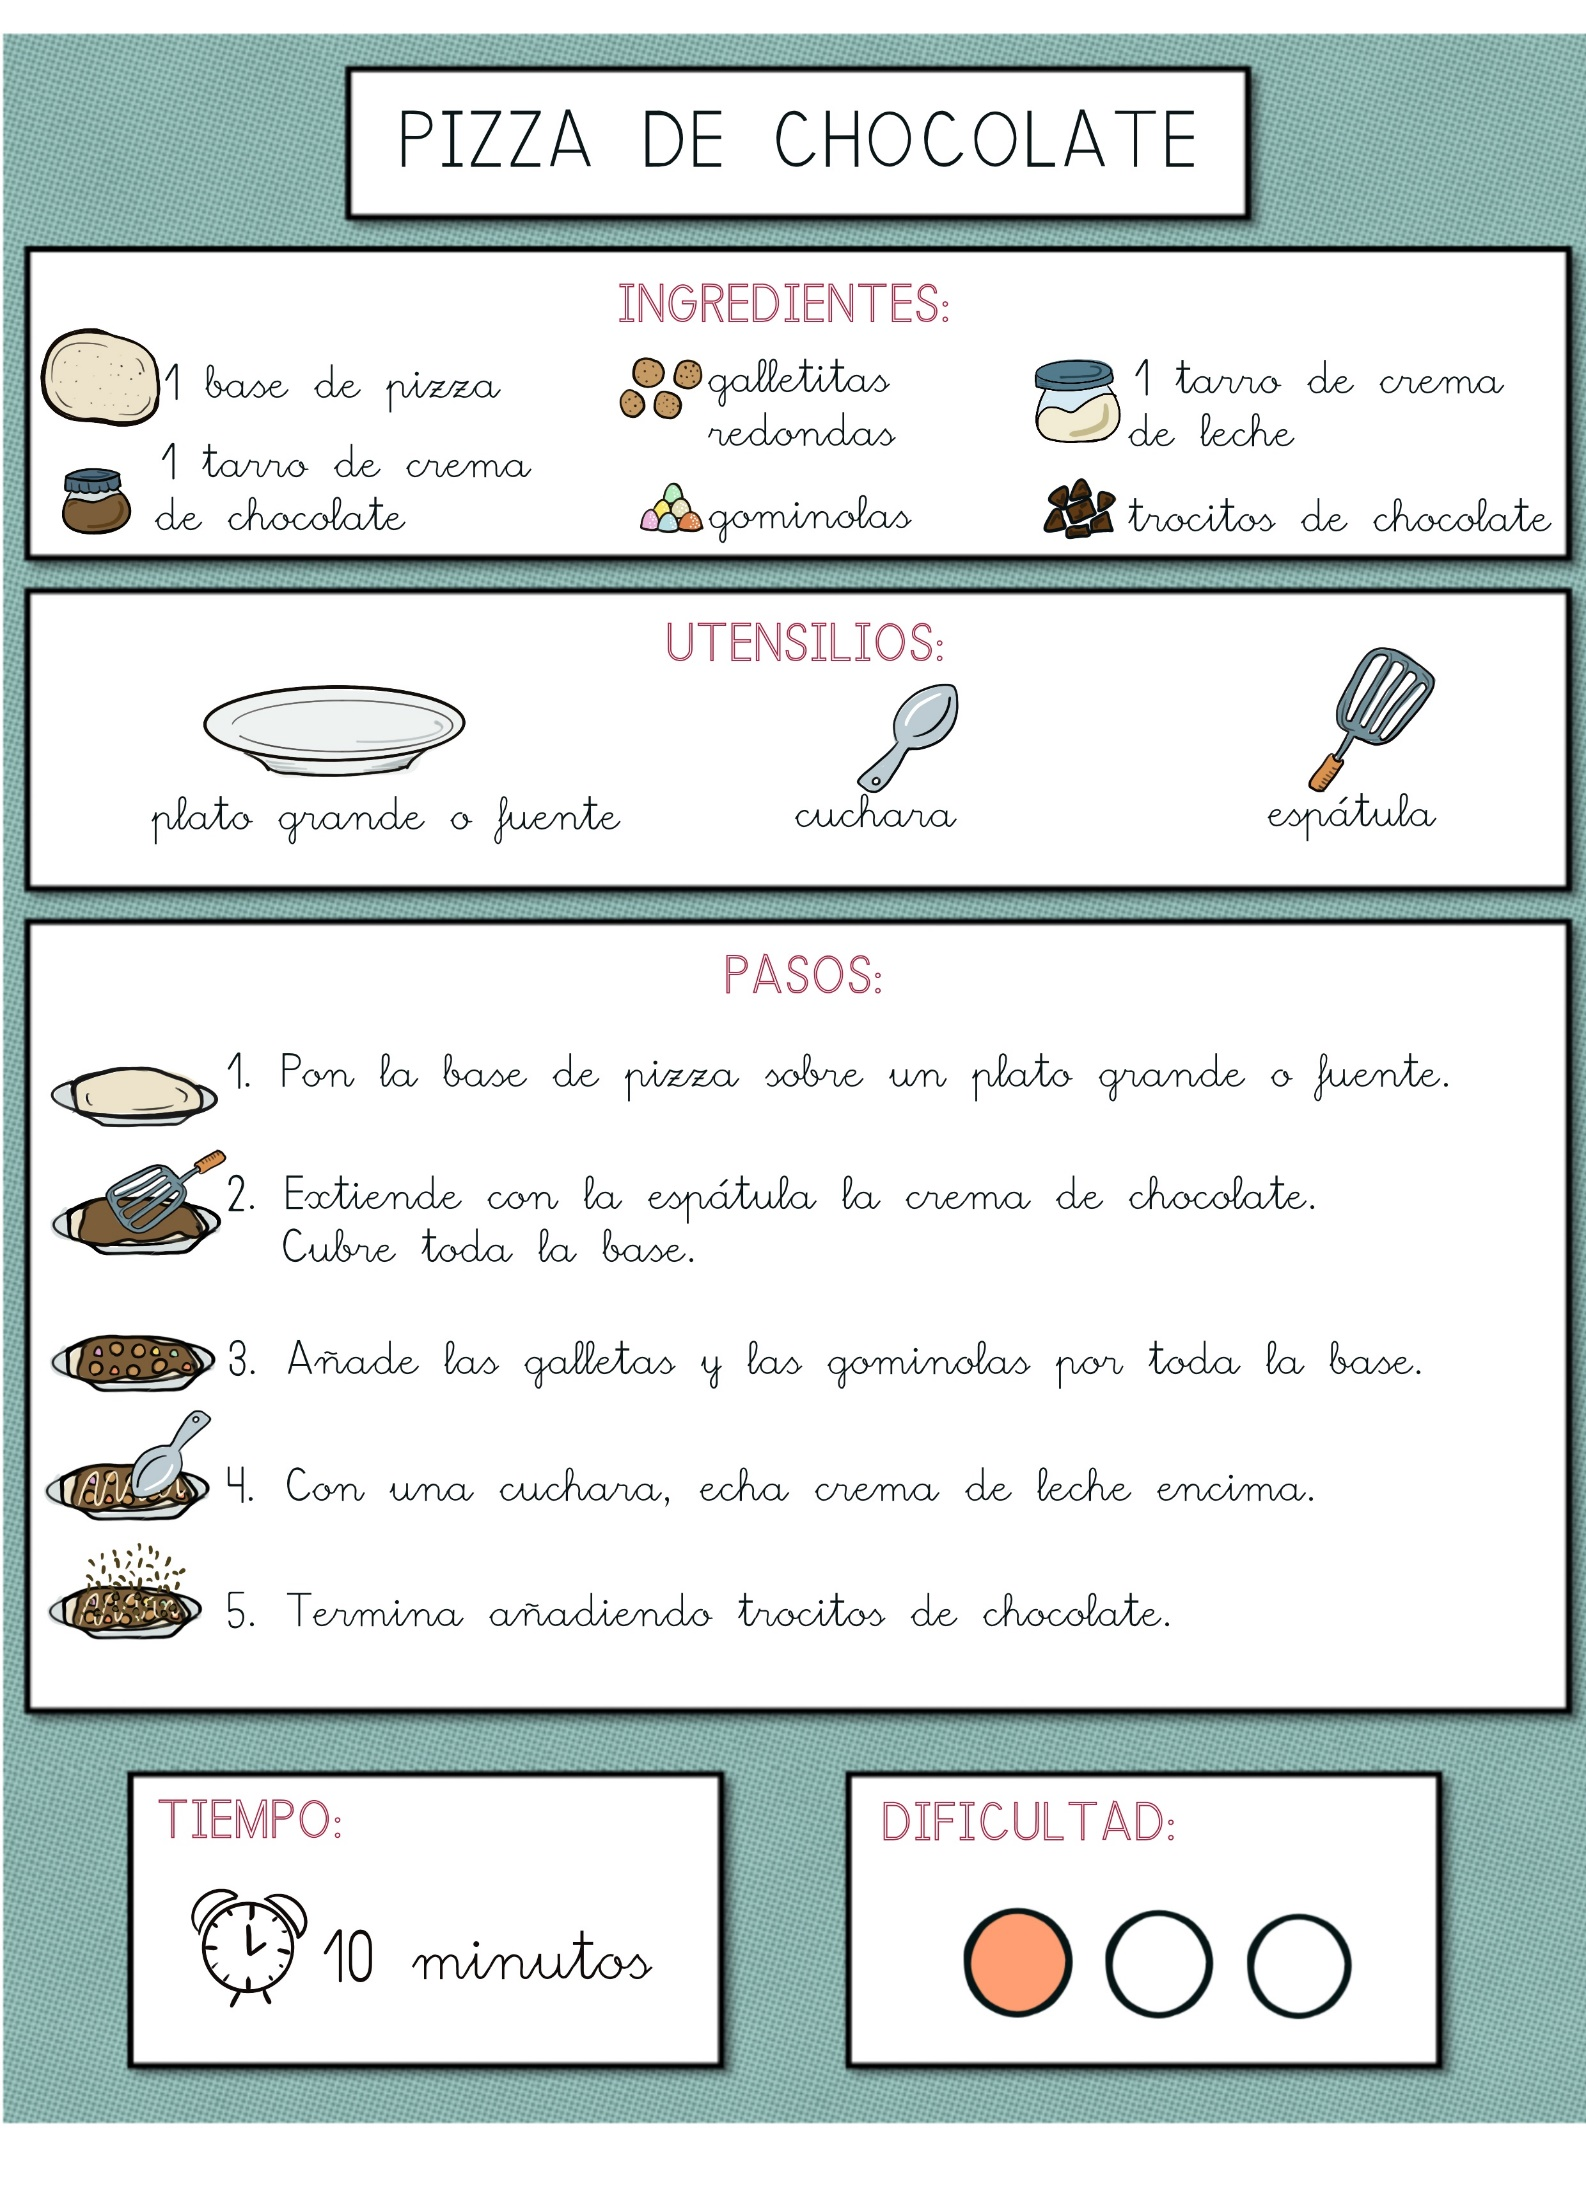 PIZZA DE CHOCOLATE
INGREDIENTES:
1 base de pizza
1 tarro de crema
de chocolate
galletitas
redondas
gominolas
1 tarro de crema
de leche
trocitos de chocolate
UTENSILIOS:
plato grande o fuente
cuchara
espátula
PASOS:
1. Pon la base de pizza sobre un plato grande o fuente.
2. Extiende con la espátula la crema de chocolate.
Cubre toda la base.
3. Añade las galletas y las gominolas por toda la base.
4. Con una cuchara, echa crema de leche encima.
5. Termina añadiendo trocitos de chocolate.
TIEMPO:
10 minutos
DIFICULTAD: